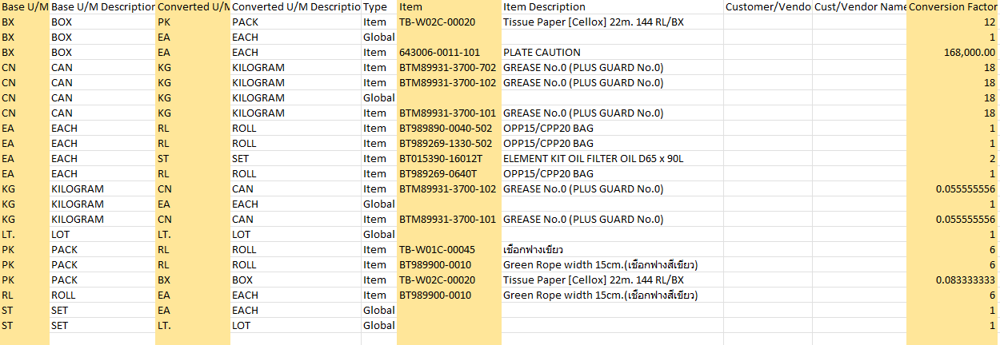 Base U/M Base U/M Description Converted U/M Converted U/M Descriptio Type Item Item Description Customer/Vendo Cust/Vendor Name Conversion Factor
BX BOX PK PACK Item TB-W02C-00020 Tissue Paper [Cellox] 22m. 144 RL/BX 12
BX BOX EA EACH Global 1
BX BOX EA EACH Item 643006-0011-101 PLATE CAUTION 168,000.00
CN CAN KG KILOGRAM Item BTM89931-3700-702 GREASE No.0 (PLUS GUARD No.0) 18
CN CAN KG KILOGRAM Item BTM89931-3700-102 GREASE No.0 (PLUS GUARD No.0) 18
CN CAN KG KILOGRAM Global 18
CN CAN KG KILOGRAM Item BTM89931-3700-101 GREASE No.0 (PLUS GUARD No.0) 18
EA EACH RL ROLL Item BT989890-0040-502 OPP15/CPP20 BAG 1
EA EACH RL ROLL Item BT989269-1330-502 OPP15/CPP20 BAG 1
EA EACH ST SET Item BT015390-16012T ELEMENT KIT OIL FILTER OIL D65 x 90L 2
EA EACH RL ROLL Item BT989269-0640T OPP15/CPP20 BAG 1
KG KILOGRAM CN CAN Item BTM89931-3700-102 GREASE No.0 (PLUS GUARD No.0) 0.055555556
KG KILOGRAM EA EACH Global 1
KG KILOGRAM CN CAN Item BTM89931-3700-101 GREASE No.0 (PLUS GUARD No.0) 0.055555556
LT. LOT LT. LOT Global 1
PK PACK RL ROLL Item TB-W01C-00045 เชือกฟางเขียว 6
PK PACK RL ROLL Item BT989900-0010 Green Rope width 15cm.(เชือกฟางสีเขียว) 6
PK PACK BX BOX Item TB-W02C-00020 Tissue Paper [Cellox] 22m. 144 RL/BX 0.083333333
RL ROLL EA EACH Item BT989900-0010 Green Rope width 15cm.(เชือกฟางสีเขียว) 6
ST SET EA EACH Global 1
ST SET LT. LOT Global 1